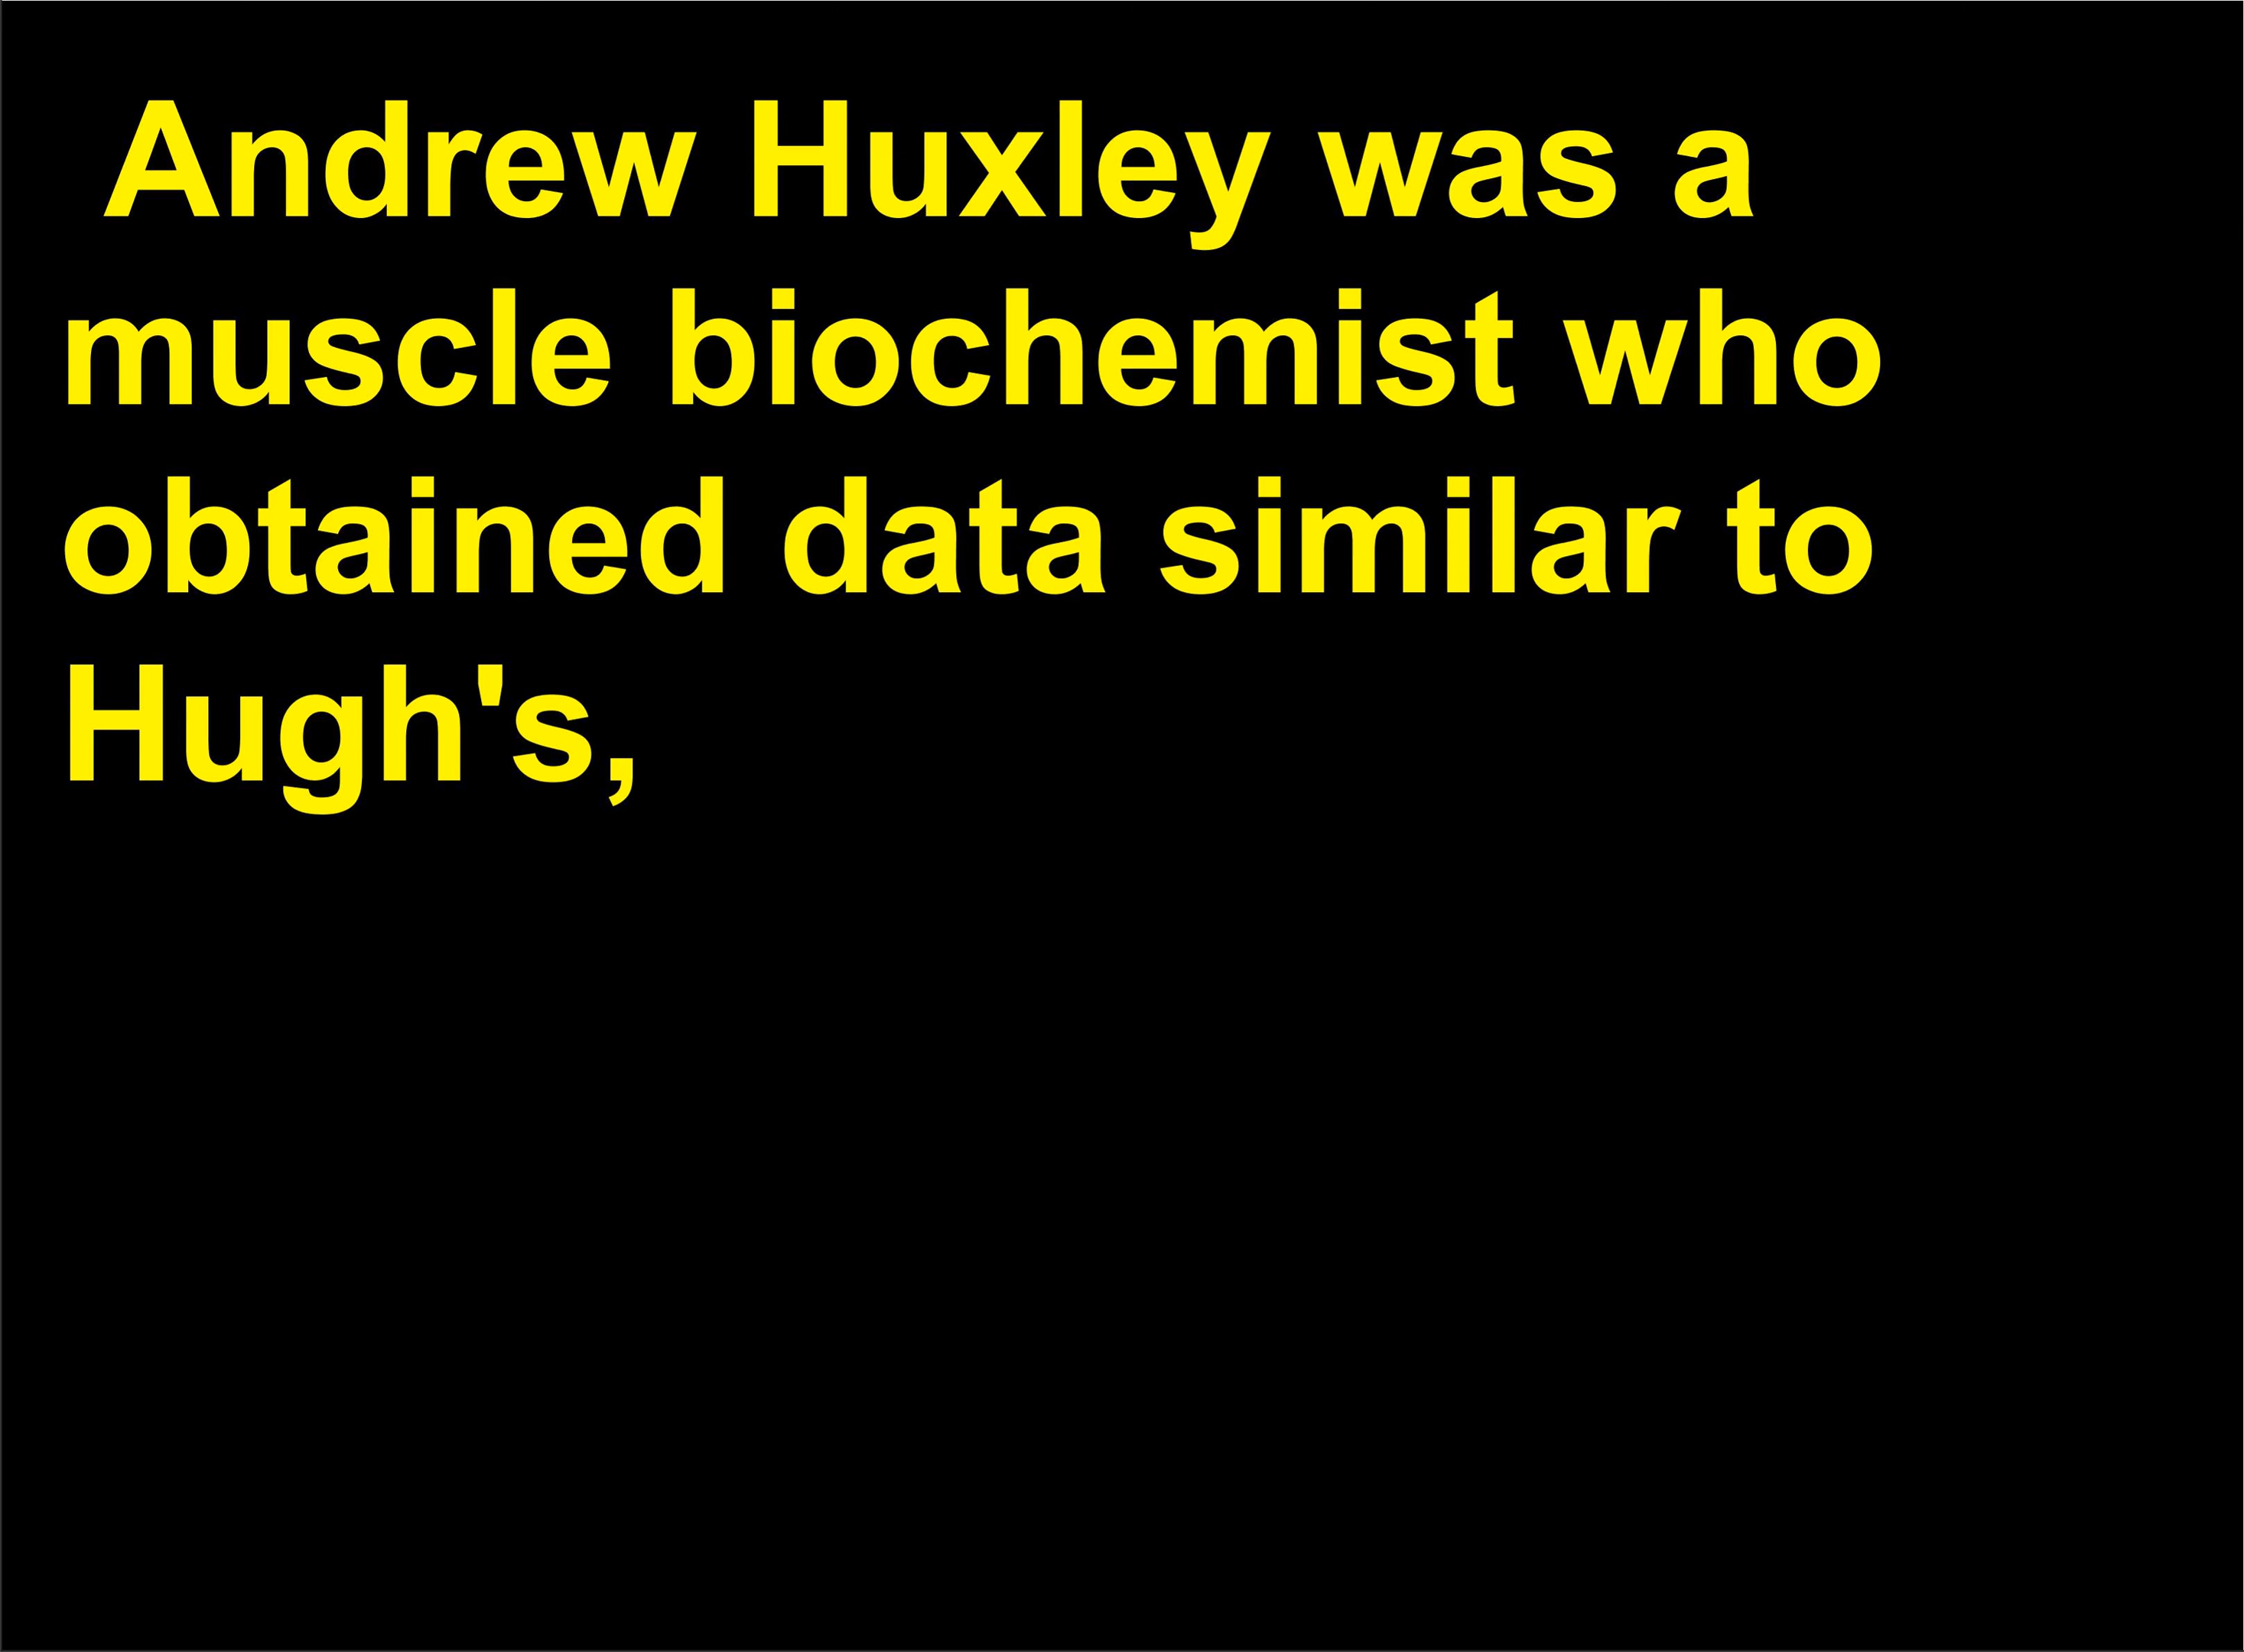 Andrew Huxley was a
muscle biochemist who
obtained data similar to
Hugh's,